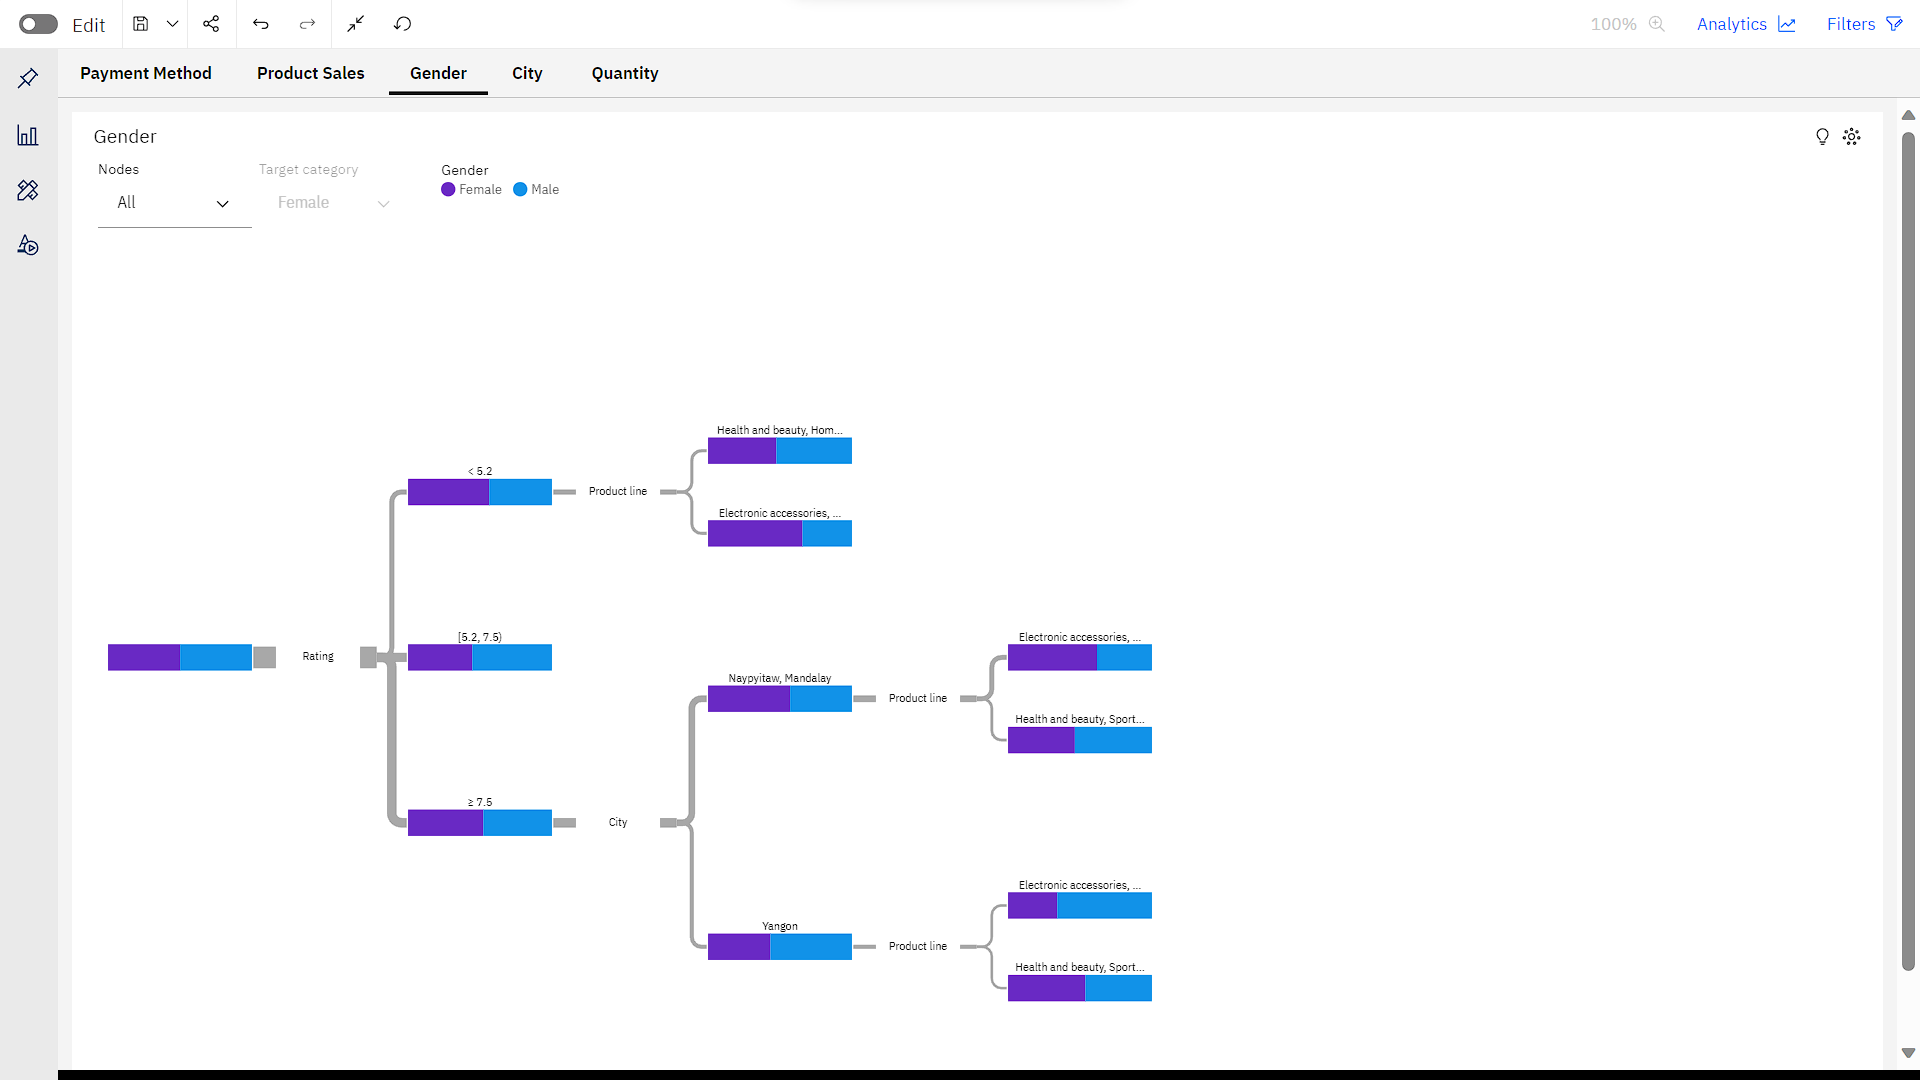 Edit
100%
Analytics
Filters
Payment Method
Product Sales
Gender
City
Quantity
Gender
Nodes
Target category
Gender
All
Female
Female
Male
Health and beauty, Hom...
< 5.2
Product line
Electronic accessories, ...
[5.2, 7.5)
Rating
Electronic accessories, ...
Naypyitaw, Mandalay
Product line
Health and beauty, Sport...
≥ 7.5
City
Electronic accessories, ...
Yangon
Product line
Health and beauty, Sport...